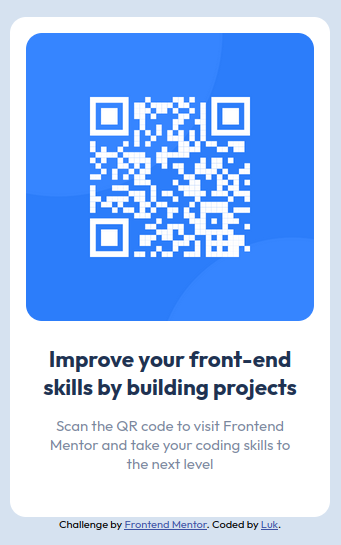 Improve your front-end
skills by building projects
Scan the QR code to visit Frontend
Mentor and take your coding skills to
the next level
Challenge by Frontend Mentor. Coded by Luk.